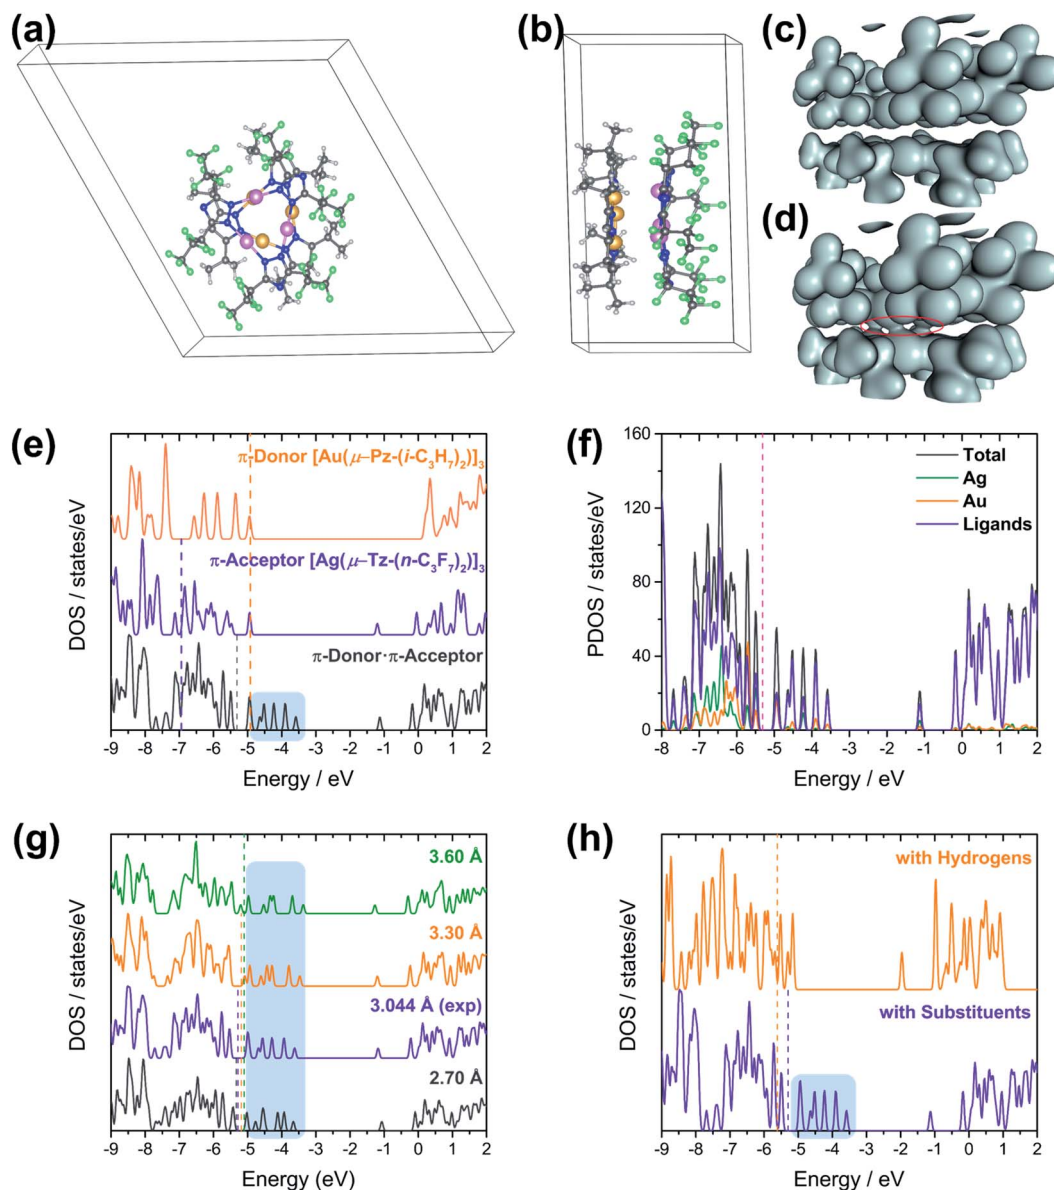 (a)
(b)
(c)
(d)
(e)
π-Donor [Au(μ–Pz-(i-C₃H₇)₂)]₃
π-Acceptor [Ag(μ–Tz-(n-C₃F₇)₂)]₃
π-Donor·π-Acceptor
DOS / states/eV
-9 -8 -7 -6 -5 -4 -3 -2 -1 0 1 2
Energy / eV
(f)
160
120
80
40
0
PDOS / states/eV
Total
Ag
Au
Ligands
-8 -7 -6 -5 -4 -3 -2 -1 0 1 2
Energy / eV
(g)
3.60 Å
3.30 Å
3.044 Å (exp)
2.70 Å
DOS / states/eV
-9 -8 -7 -6 -5 -4 -3 -2 -1 0 1 2
Energy (eV)
(h)
with Hydrogens
with Substituents
DOS / states/eV
-9 -8 -7 -6 -5 -4 -3 -2 -1 0 1 2
Energy / eV